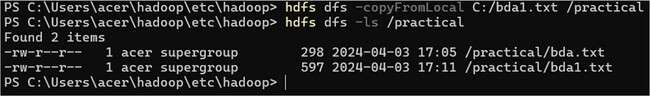 PS C:\Users\acer\hadoop\etc\hadoop> hdfs dfs -copyFromLocal C:/bda1.txt /practical
PS C:\Users\acer\hadoop\etc\hadoop> hdfs dfs -ls /practical
Found 2 items
-rw-r--r--   1 acer supergroup        298 2024-04-03 17:05 /practical/bda.txt
-rw-r--r--   1 acer supergroup        597 2024-04-03 17:11 /practical/bda1.txt
PS C:\Users\acer\hadoop\etc\hadoop>